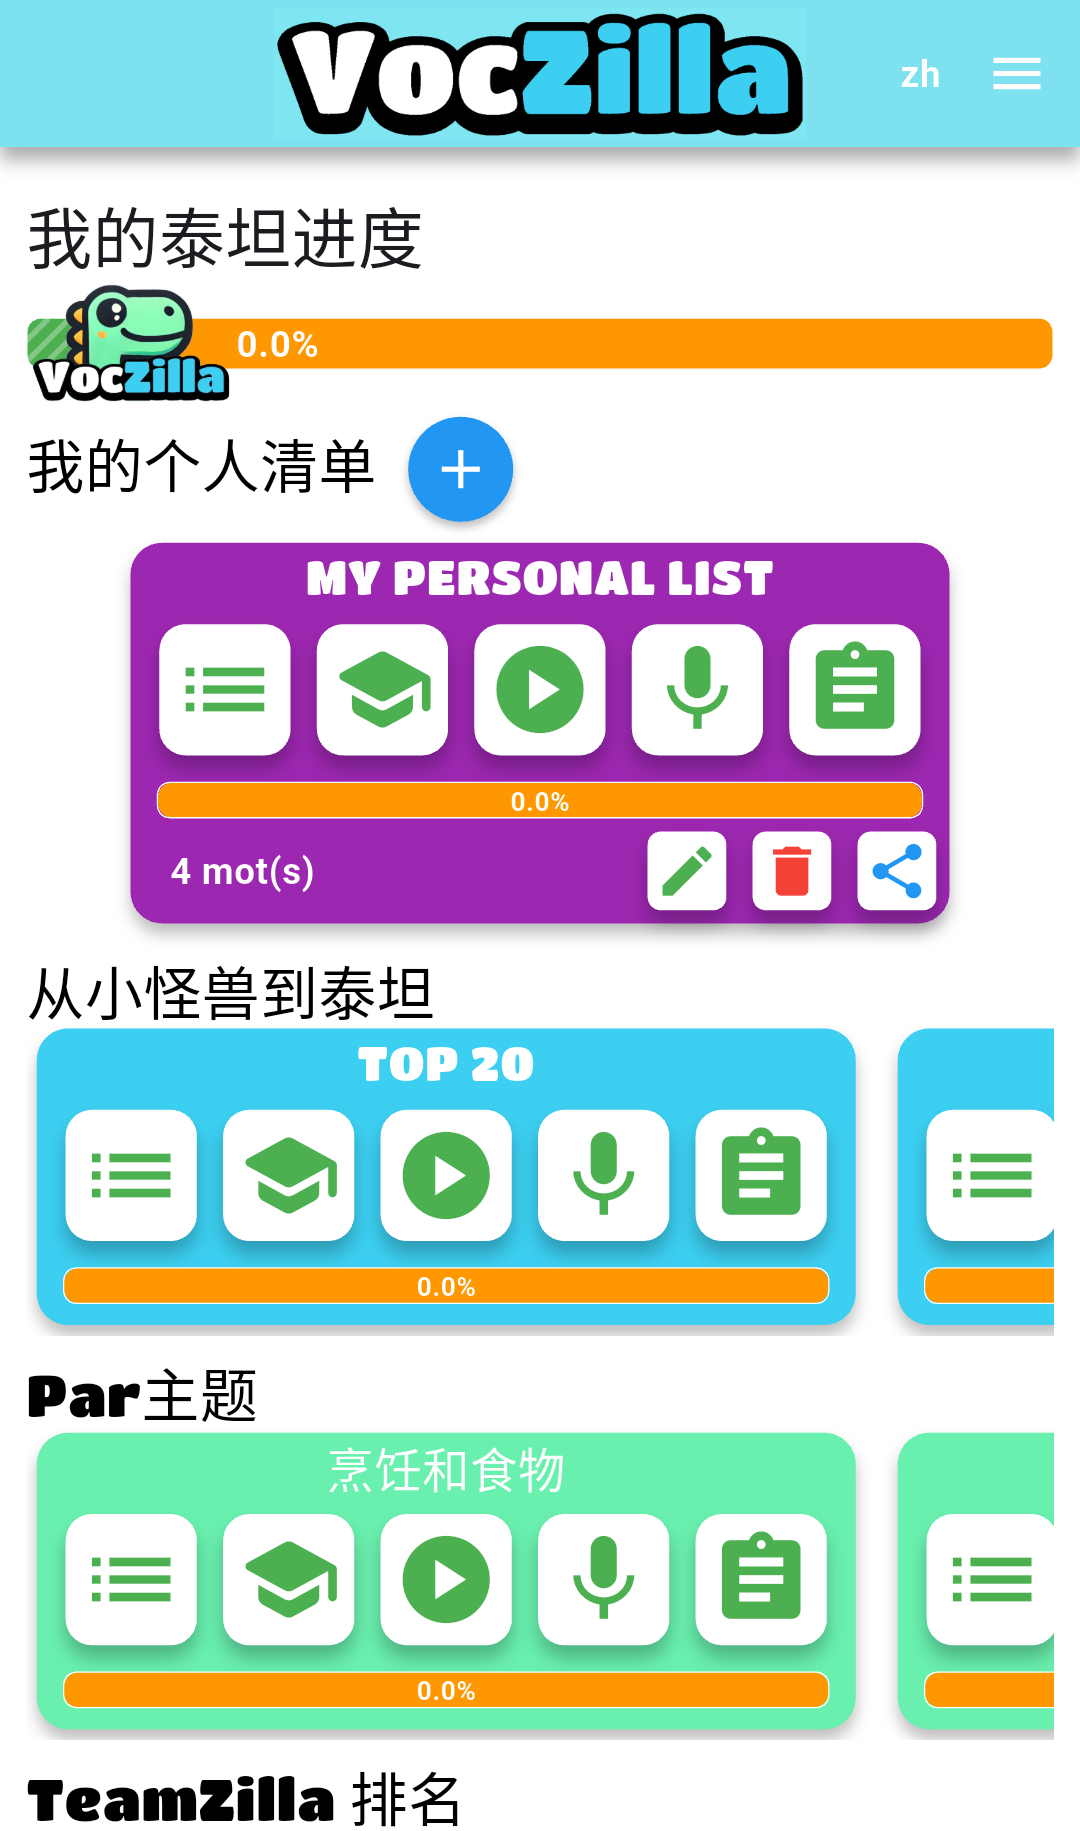 VocZilla
zh
我的泰坦进度
0.0%
VocZilla
我的个人清单
MY PERSONAL LIST
0.0%
4 mot(s)
从小怪兽到泰坦
TOP 20
0.0%
Par主题
烹饪和食物
0.0%
TeamZilla 排名